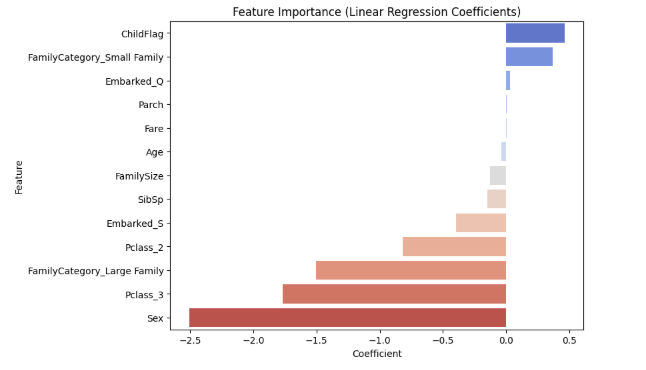 Feature Importance (Linear Regression Coefficients)
ChildFlag
FamilyCategory_Small Family
Embarked_Q
Parch
Fare
Age
FamilySize
SibSp
Embarked_S
Pclass_2
FamilyCategory_Large Family
Pclass_3
Sex
Feature
−2.5 −2.0 −1.5 −1.0 −0.5 0.0 0.5
Coefficient